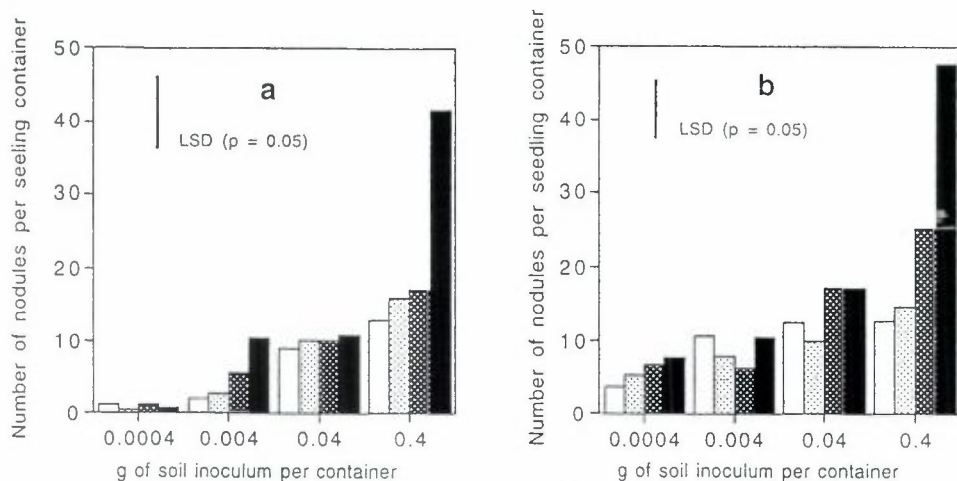 Number of nodules per seeling container
50
40
30
20
10
0
a
LSD (p = 0.05)
0.0004 0.004 0.04 0.4
g of soil inoculum per container
Number of nodules per seedling container
50
40
30
20
10
0
b
LSD (p = 0.05)
0.0004 0.004 0.04 0.4
g of soil inoculum per container